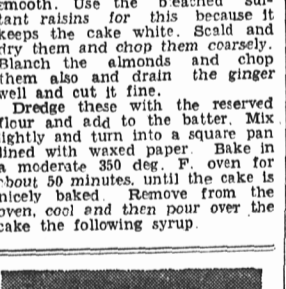 smooth. Use the bleached sul-
tant raisins for this because it
keeps the cake white. Scald and
dry them and chop them coarsely.
Blanch the almonds and chop
them also and drain the ginger
well and cut it fine.
Dredge these with the reserved
flour and add to the batter. Mix
lightly and turn into a square pan
lined with waxed paper. Bake in
a moderate 350 deg. F. oven for
about 50 minutes, until the cake is
nicely baked. Remove from the
oven, cool and then pour over the
cake the following syrup.